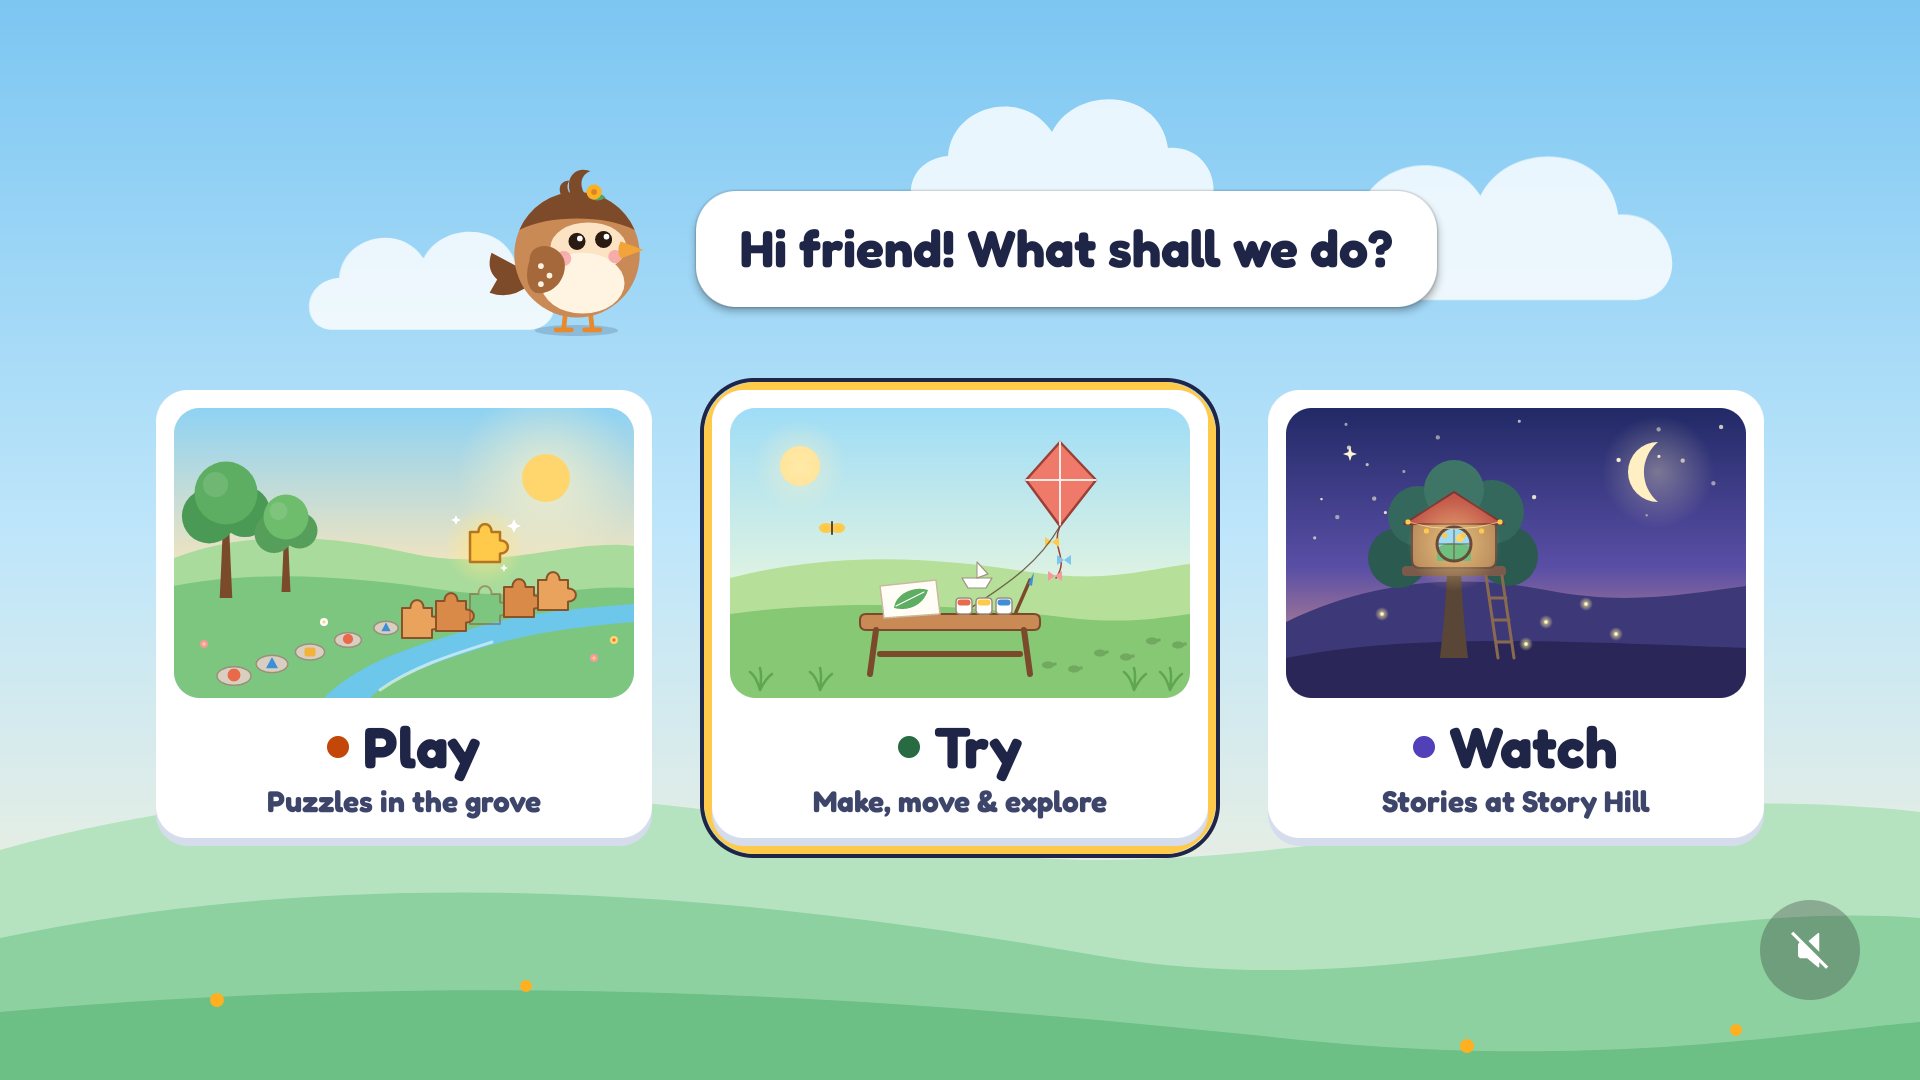 Hi friend! What shall we do?
Play
Puzzles in the grove
Try
Make, move & explore
Watch
Stories at Story Hill